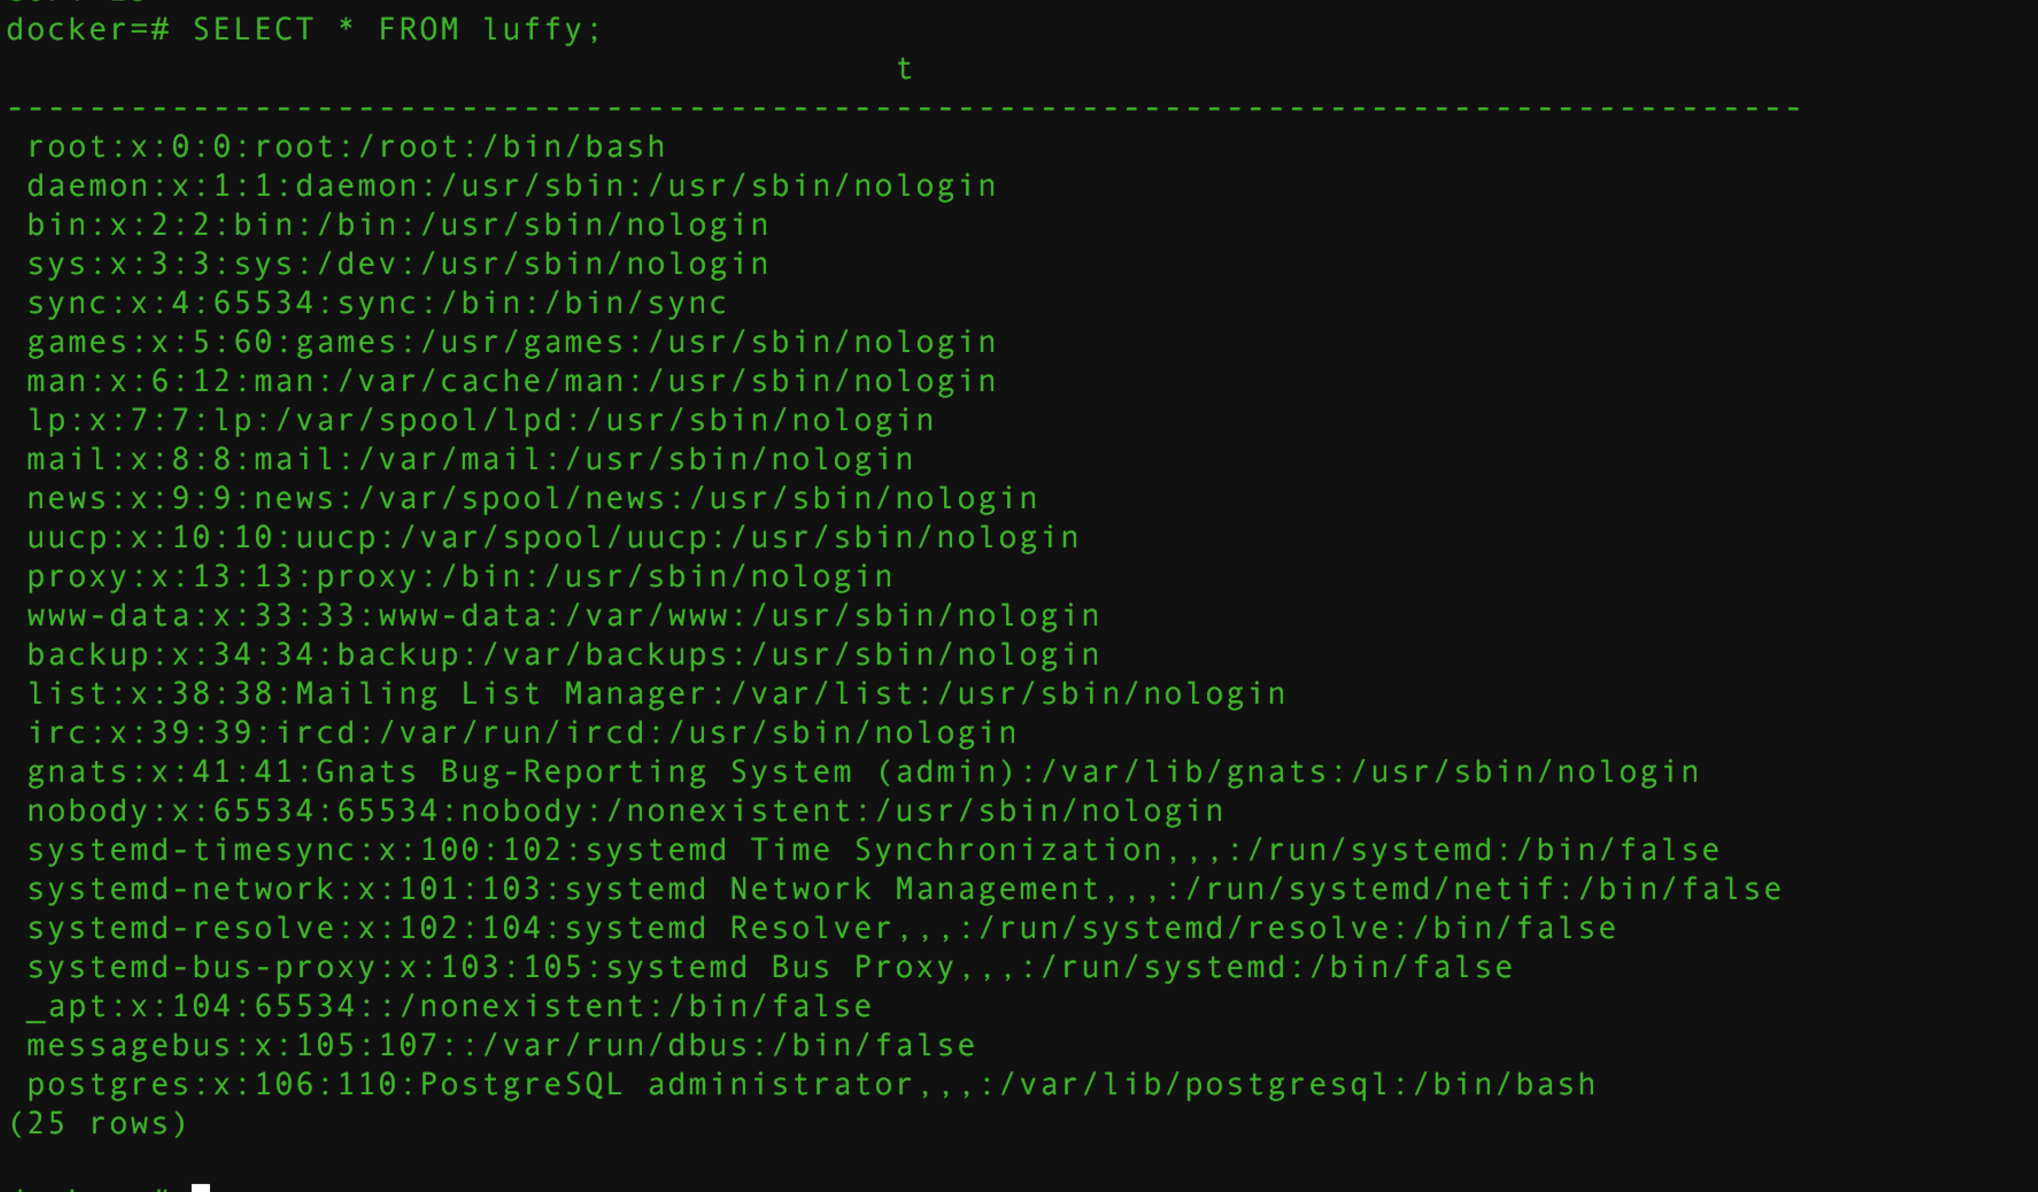 docker=# SELECT * FROM luffy;
t
---------------------------------------------------------------------------------------
root:x:0:0:root:/root:/bin/bash
daemon:x:1:1:daemon:/usr/sbin:/usr/sbin/nologin
bin:x:2:2:bin:/bin:/usr/sbin/nologin
sys:x:3:3:sys:/dev:/usr/sbin/nologin
sync:x:4:65534:sync:/bin:/bin/sync
games:x:5:60:games:/usr/games:/usr/sbin/nologin
man:x:6:12:man:/var/cache/man:/usr/sbin/nologin
lp:x:7:7:lp:/var/spool/lpd:/usr/sbin/nologin
mail:x:8:8:mail:/var/mail:/usr/sbin/nologin
news:x:9:9:news:/var/spool/news:/usr/sbin/nologin
uucp:x:10:10:uucp:/var/spool/uucp:/usr/sbin/nologin
proxy:x:13:13:proxy:/bin:/usr/sbin/nologin
www-data:x:33:33:www-data:/var/www:/usr/sbin/nologin
backup:x:34:34:backup:/var/backups:/usr/sbin/nologin
list:x:38:38:Mailing List Manager:/var/list:/usr/sbin/nologin
irc:x:39:39:ircd:/var/run/ircd:/usr/sbin/nologin
gnats:x:41:41:Gnats Bug-Reporting System (admin):/var/lib/gnats:/usr/sbin/nologin
nobody:x:65534:65534:nobody:/nonexistent:/usr/sbin/nologin
systemd-timesync:x:100:102:systemd Time Synchronization,,,:/run/systemd:/bin/false
systemd-network:x:101:103:systemd Network Management,,,:/run/systemd/netif:/bin/false
systemd-resolve:x:102:104:systemd Resolver,,,:/run/systemd/resolve:/bin/false
systemd-bus-proxy:x:103:105:systemd Bus Proxy,,,:/run/systemd:/bin/false
_apt:x:104:65534::/nonexistent:/bin/false
messagebus:x:105:107::/var/run/dbus:/bin/false
postgres:x:106:110:PostgreSQL administrator,,,:/var/lib/postgresql:/bin/bash
(25 rows)